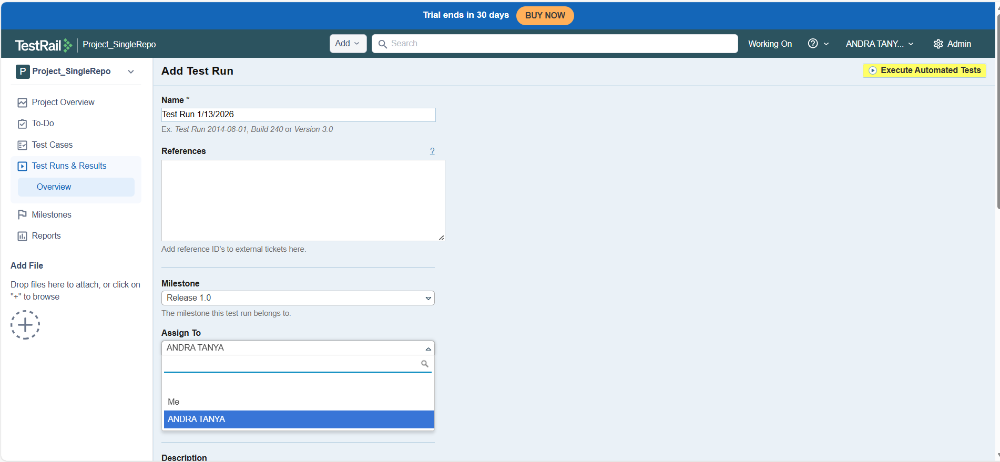 Trial ends in 30 days BUY NOW
TestRail Project_SingleRepo Add Search Working On ANDRA TANY... Admin
P Project_SingleRepo
Project Overview
To-Do
Test Cases
Test Runs & Results
Overview
Milestones
Reports
Add File
Drop files here to attach, or click on
"+" to browse
Add Test Run
Execute Automated Tests
Name *
Test Run 1/13/2026
Ex: Test Run 2014-08-01, Build 240 or Version 3.0
References ?
Add reference ID's to external tickets here.
Milestone
Release 1.0
The milestone this test run belongs to.
Assign To
ANDRA TANYA
Me
ANDRA TANYA
Description